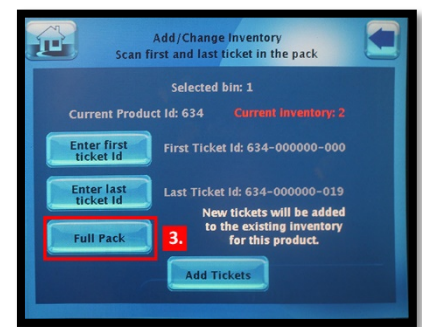 Add/Change Inventory
Scan first and last ticket in the pack
Selected bin: 1
Current Product Id: 634 Current Inventory: 2
Enter first
ticket Id
First Ticket Id: 634-000000-000
Enter last
ticket Id
Last Ticket Id: 634-000000-019
New tickets will be added
to the existing inventory
for this product.
Full Pack
3.
Add Tickets